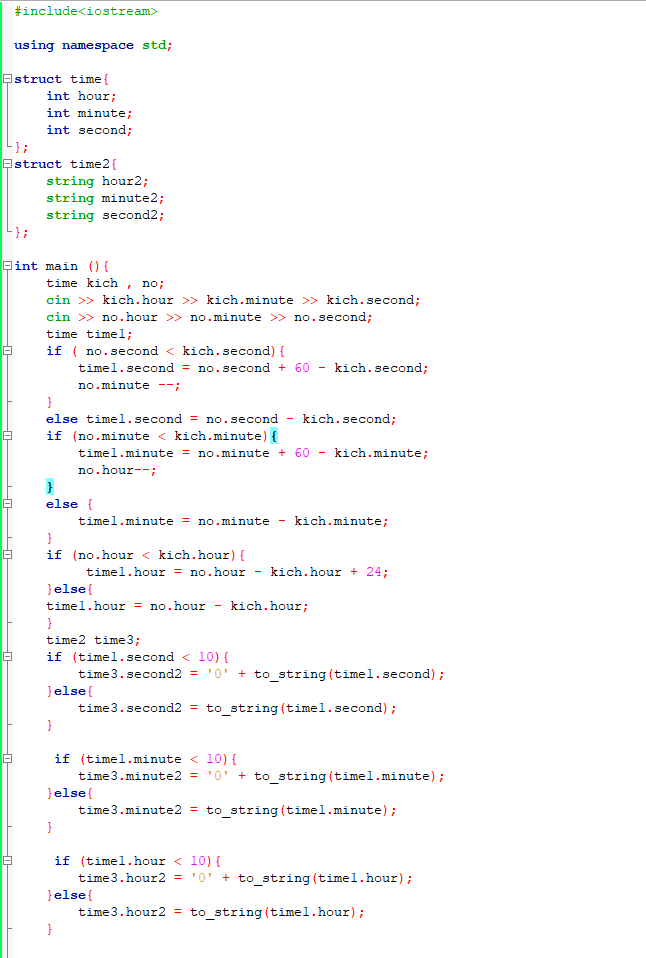 #include<iostream>
using namespace std;
struct time{
int hour;
int minute;
int second;
};
struct time2{
string hour2;
string minute2;
string second2;
};
int main (){
time kich , no;
cin >> kich.hour >> kich.minute >> kich.second;
cin >> no.hour >> no.minute >> no.second;
time time1;
if ( no.second < kich.second){
time1.second = no.second + 60 - kich.second;
no.minute --;
}
else time1.second = no.second - kich.second;
if (no.minute < kich.minute){
time1.minute = no.minute + 60 - kich.minute;
no.hour--;
}
else {
time1.minute = no.minute - kich.minute;
}
if (no.hour < kich.hour){
time1.hour = no.hour - kich.hour + 24;
}else{
time1.hour = no.hour - kich.hour;
}
time2 time3;
if (time1.second < 10){
time3.second2 = '0' + to_string(time1.second);
}else{
time3.second2 = to_string(time1.second);
}
if (time1.minute < 10){
time3.minute2 = '0' + to_string(time1.minute);
}else{
time3.minute2 = to_string(time1.minute);
}
if (time1.hour < 10){
time3.hour2 = '0' + to_string(time1.hour);
}else{
time3.hour2 = to_string(time1.hour);
}